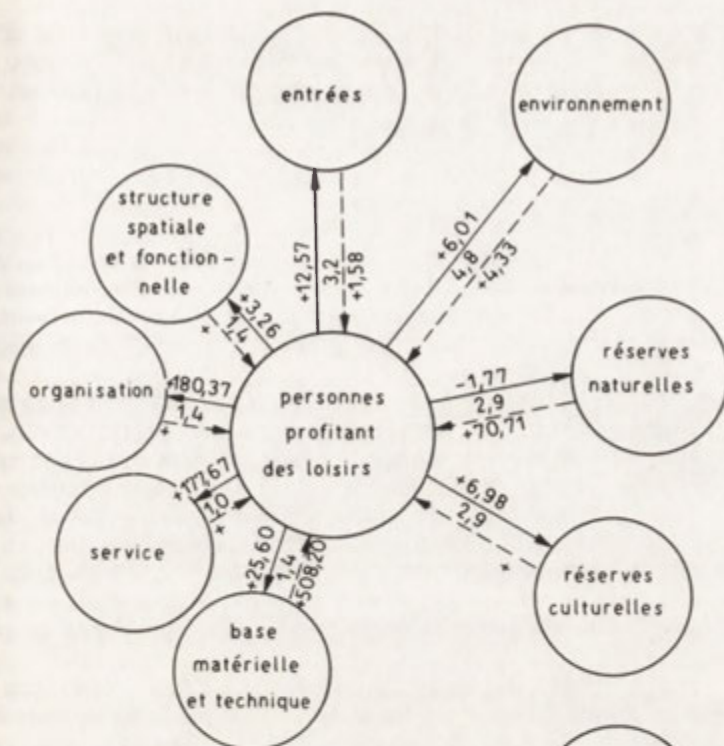 entrées
environnement
structure
spatiale
et fonction-
nelle
+12,57
3,2
+1,58
+6,01
4,8
+4,33
+3,26
1,4
+
organisation
+180,37
1,4
+
personnes
profitant
des loisirs
-1,77
2,9
+70,71
réserves
naturelles
service
+177,67
1,0
+
+25,60
1,4
+508,20
+6,98
2,9
+
réserves
culturelles
base
matérielle
et technique